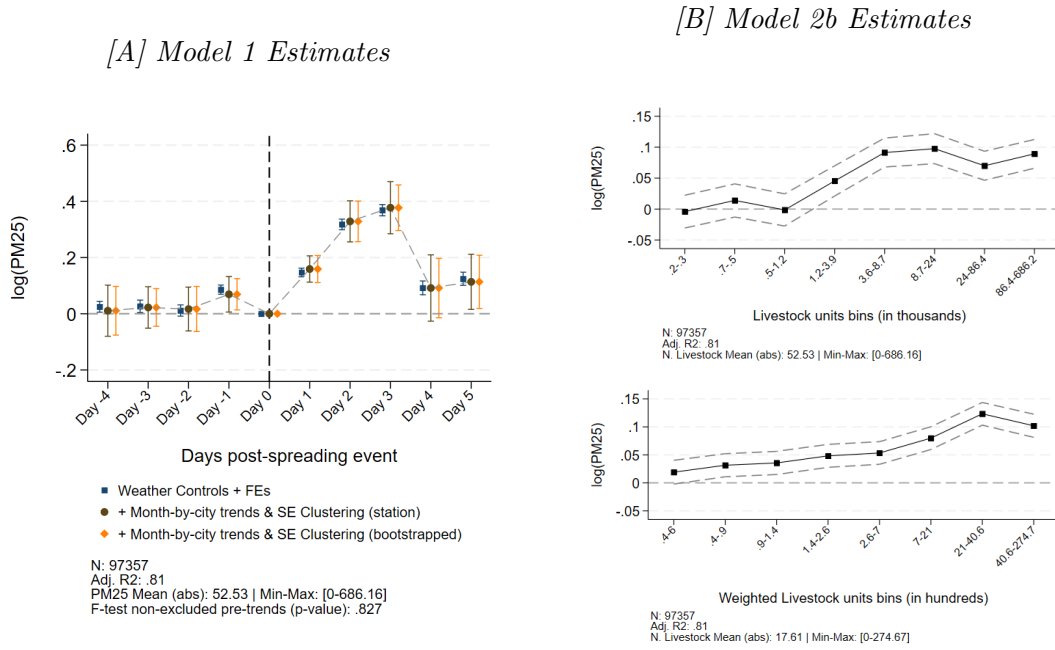 [A] Model 1 Estimates
log(PM25)
.6
.4
.2
0
-.2
Day -4 Day -3 Day -2 Day -1 Day 0 Day 1 Day 2 Day 3 Day 4 Day 5
Days post-spreading event
Weather Controls + FEs
+ Month-by-city trends & SE Clustering (station)
+ Month-by-city trends & SE Clustering (bootstrapped)
N: 97357
Adj. R2: .81
PM25 Mean (abs): 52.53 | Min-Max: [0-686.16]
F-test non-excluded pre-trends (p-value): .827
[B] Model 2b Estimates
log(PM25)
.15
.1
.05
0
-.05
.2-.3 .7-.5 .5-1.2 1.2-3.9 3.6-8.7 8.7-24 24-86.4 86.4-686.2
Livestock units bins (in thousands)
N: 97357
Adj. R2: .81
N. Livestock Mean (abs): 52.53 | Min-Max: [0-686.16]
log(PM25)
.15
.1
.05
0
-.05
.4-.6 .4-.9 .9-1.4 1.4-2.6 2.6-7 7-21 21-40.6 40.6-274.7
Weighted Livestock units bins (in hundreds)
N: 97357
Adj. R2: .81
N. Livestock Mean (abs): 17.61 | Min-Max: [0-274.67]